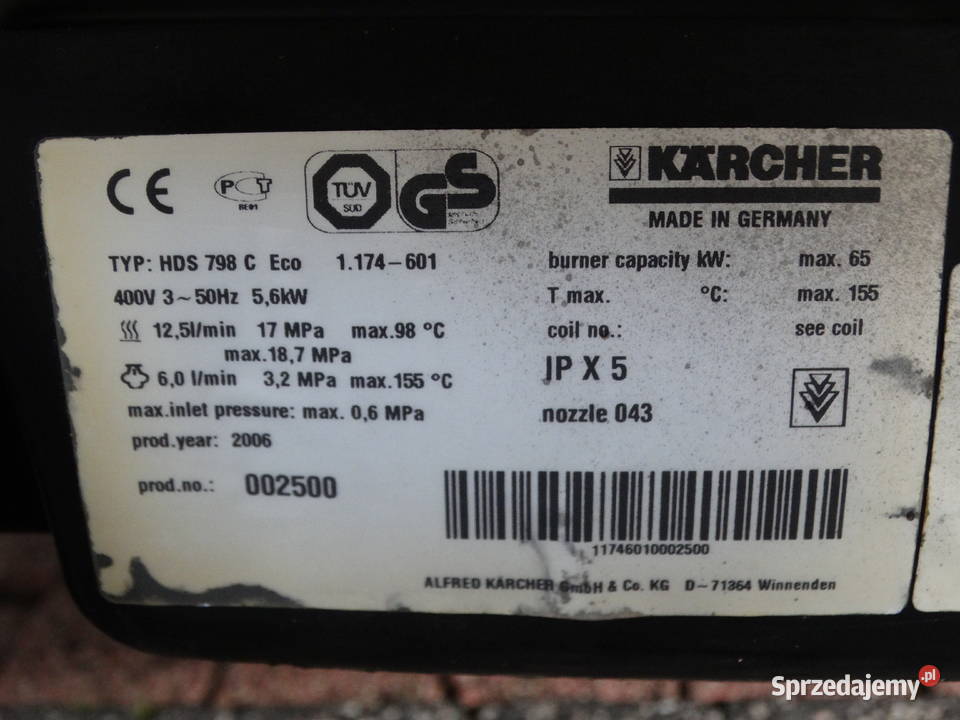 CE PCT TÜV GS KÄRCHER
BE01 SÜD
MADE IN GERMANY
TYP: HDS 798 C Eco 1.174-601 burner capacity kW: max. 65
400V 3~50Hz 5,6kW T max. °C: max. 155
12,5l/min 17 MPa max.98 °C coil no.: see coil
max.18,7 MPa
6,0 l/min 3,2 MPa max.155 °C JP X 5
max.inlet pressure: max. 0,6 MPa nozzle 043
prod.year: 2006
prod.no.: 002500
11746010002500
ALFRED KÄRCHER GmbH & Co. KG D-71364 Winnenden
Sprzedajemy.pl